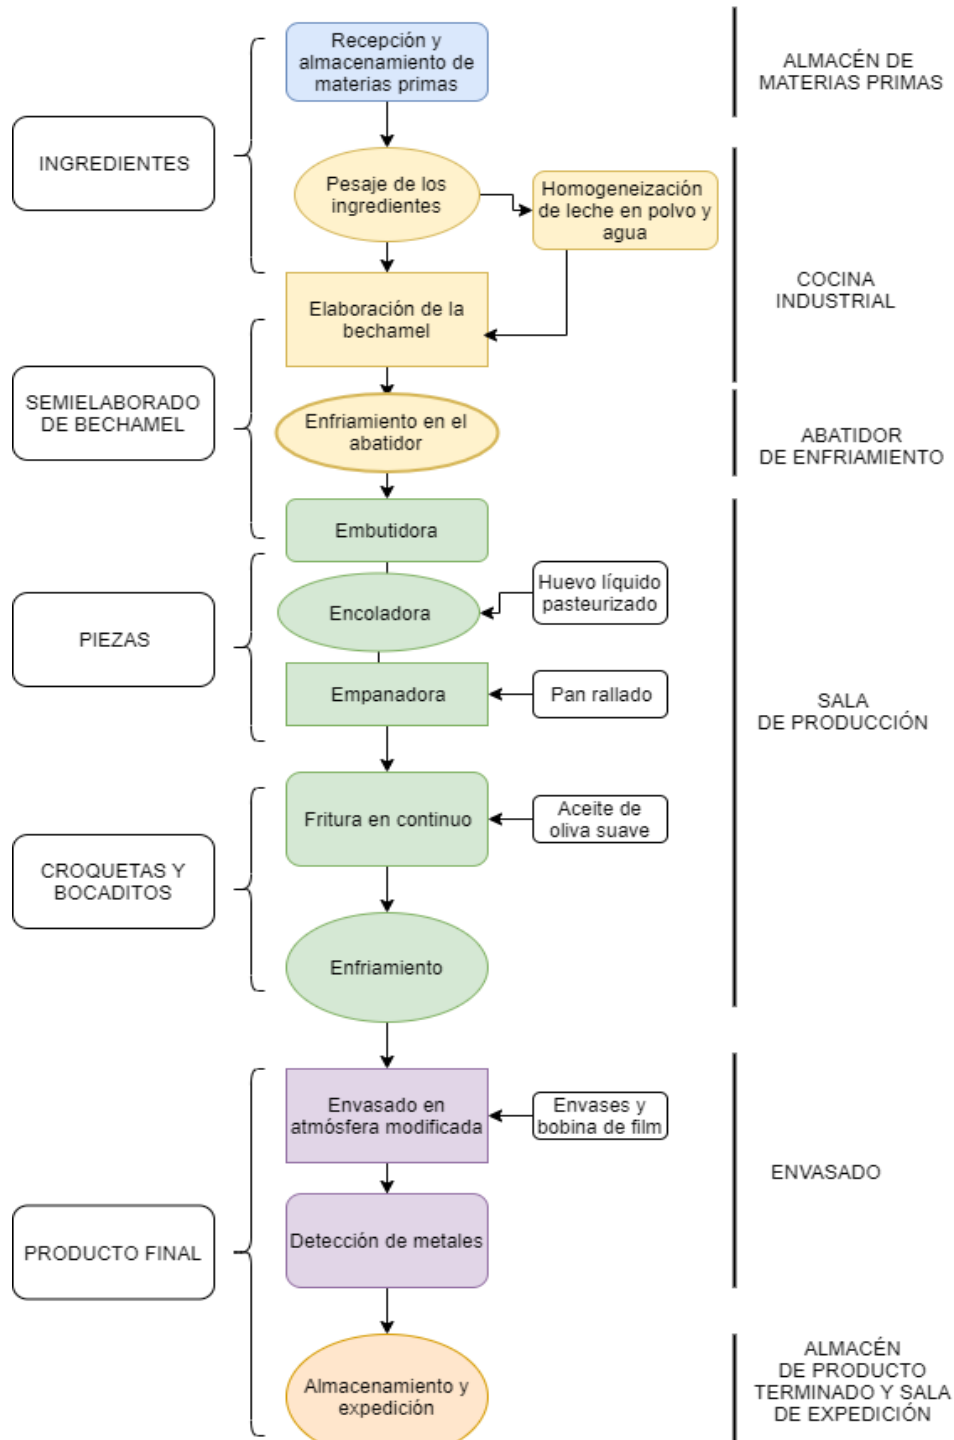 Recepción y
almacenamiento de
materias primas
ALMACÉN DE
MATERIAS PRIMAS
INGREDIENTES
Pesaje de los
ingredientes
Homogeneización
de leche en polvo y
agua
COCINA
INDUSTRIAL
Elaboración de la
bechamel
SEMIELABORADO
DE BECHAMEL
Enfriamiento en el
abatidor
ABATIDOR
DE ENFRIAMIENTO
Embutidora
Huevo líquido
pasteurizado
Encoladora
PIEZAS
Empanadora
Pan rallado
SALA
DE PRODUCCIÓN
Fritura en continuo
Aceite de
oliva suave
CROQUETAS Y
BOCADITOS
Enfriamiento
Envasado en
atmósfera modificada
Envases y
bobina de film
ENVASADO
Detección de metales
PRODUCTO FINAL
Almacenamiento y
expedición
ALMACÉN
DE PRODUCTO
TERMINADO Y SALA
DE EXPEDICIÓN